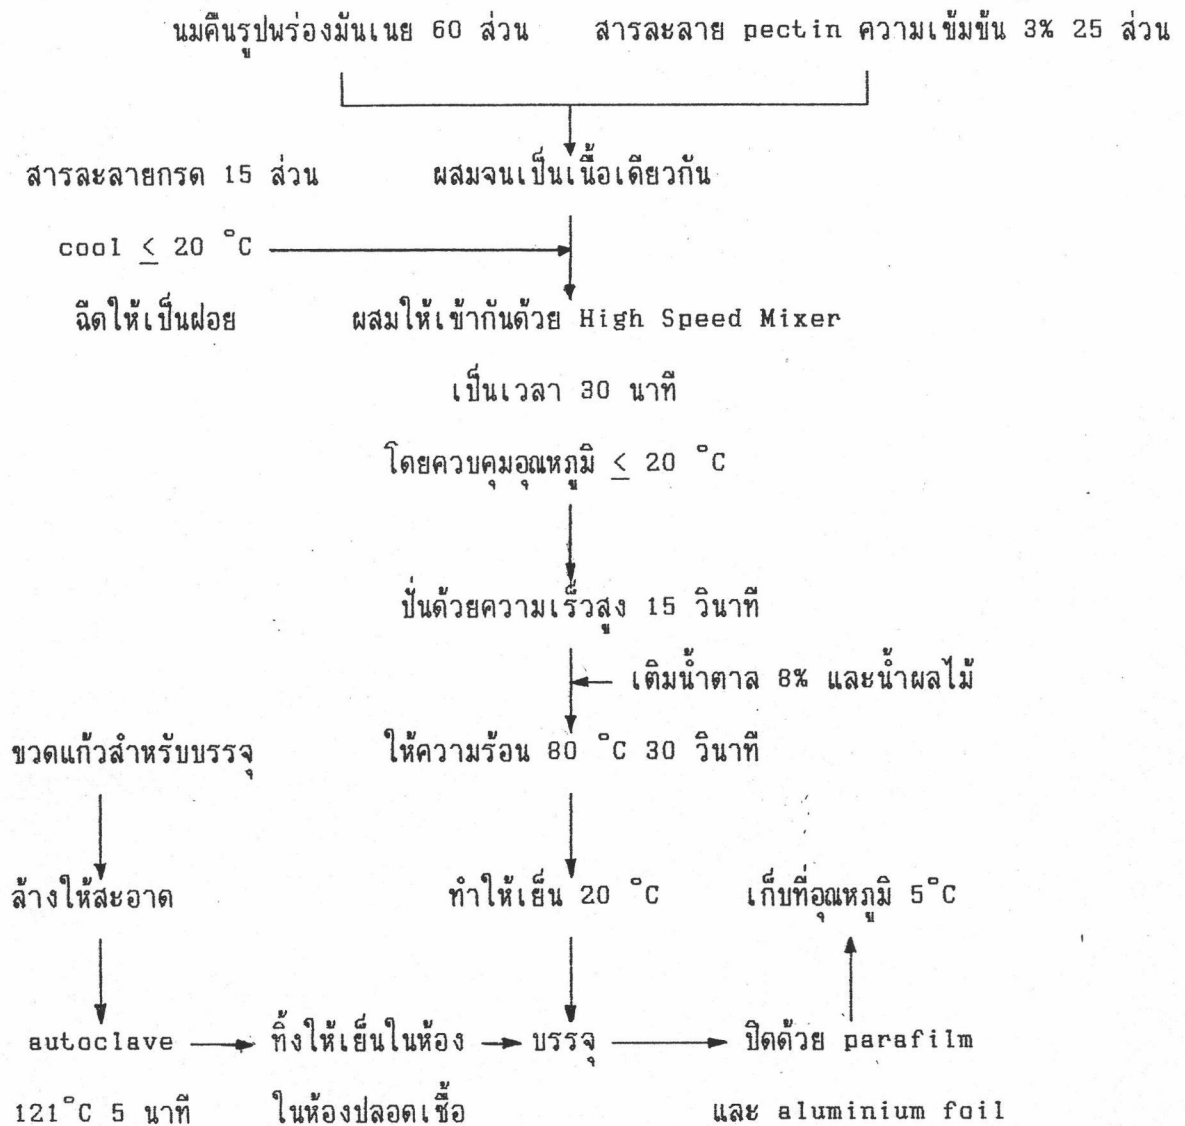 นมคืนรูปพร่องมันเนย 60 ส่วน สารละลาย pectin ความเข้มข้น 3% 25 ส่วน
สารละลายกรด 15 ส่วน ผสมจนเป็นเนื้อเดียวกัน
cool ≤ 20 °C
ฉีดให้เป็นฝอย ผสมให้เข้ากันด้วย High Speed Mixer
เป็นเวลา 30 นาที
โดยควบคุมอุณหภูมิ ≤ 20 °C
ปั่นด้วยความเร็วสูง 15 วินาที
เติมน้ำตาล 8% และน้ำผลไม้
ขวดแก้วสำหรับบรรจุ ให้ความร้อน 80 °C 30 วินาที
ล้างให้สะอาด ทำให้เย็น 20 °C เก็บที่อุณหภูมิ 5°C
autoclave ทิ้งให้เย็นในห้อง บรรจุ ปิดด้วย parafilm
121°C 5 นาที ในห้องปลอดเชื้อ และ aluminium foil